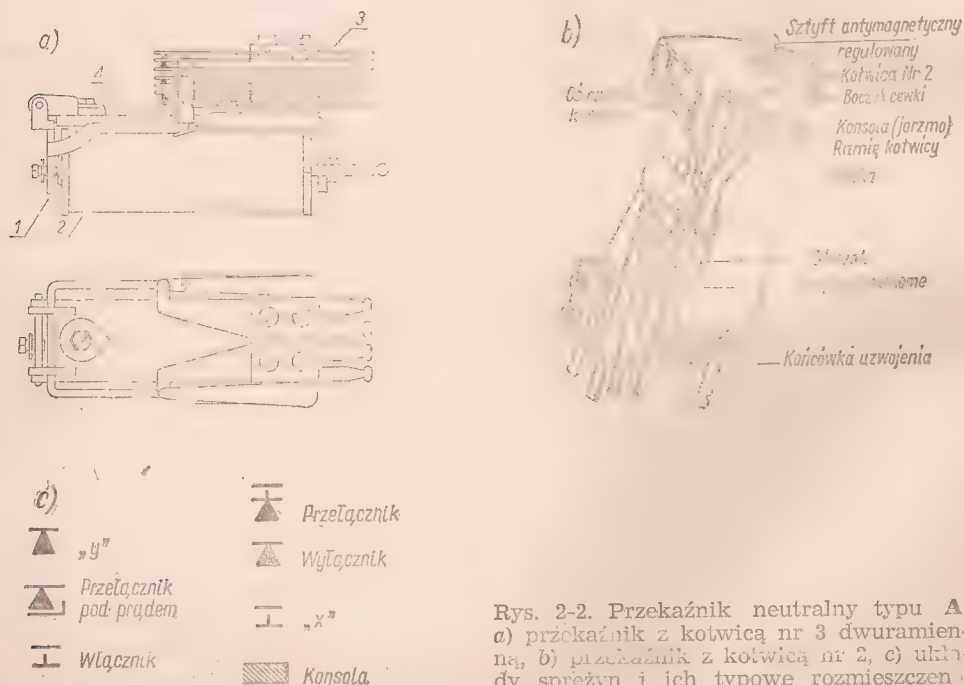 a)
3
4
1
2
b)
Sztyft antymagnetyczny
regulowany
Kotwica Nr 2
cewki
Konsola (jarzmo)
Ramię kotwicy
Końcówka uzwojenia
c)
„y”
Przełącznik
pod prądem
Włącznik
Przełącznik
Wyłącznik
„x”
Konsola
Rys. 2-2. Przekaźnik neutralny typu A
a) przekaźnik z kotwicą nr 3 dwuramien-
ną, b) przekaźnik z kotwicą nr 2, c) ukła-
dy sprężyn i ich typowe rozmieszczen